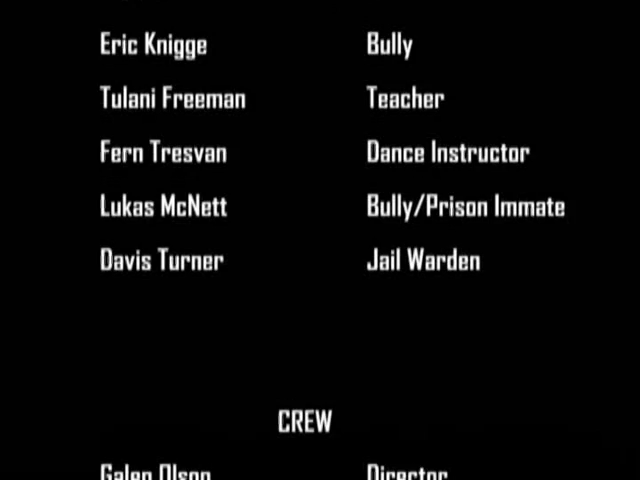 Eric Knigge Bully
Tulani Freeman Teacher
Fern Tresvan Dance Instructor
Lukas McNett Bully/Prison Immate
Davis Turner Jail Warden
CREW
Galen Olson Director